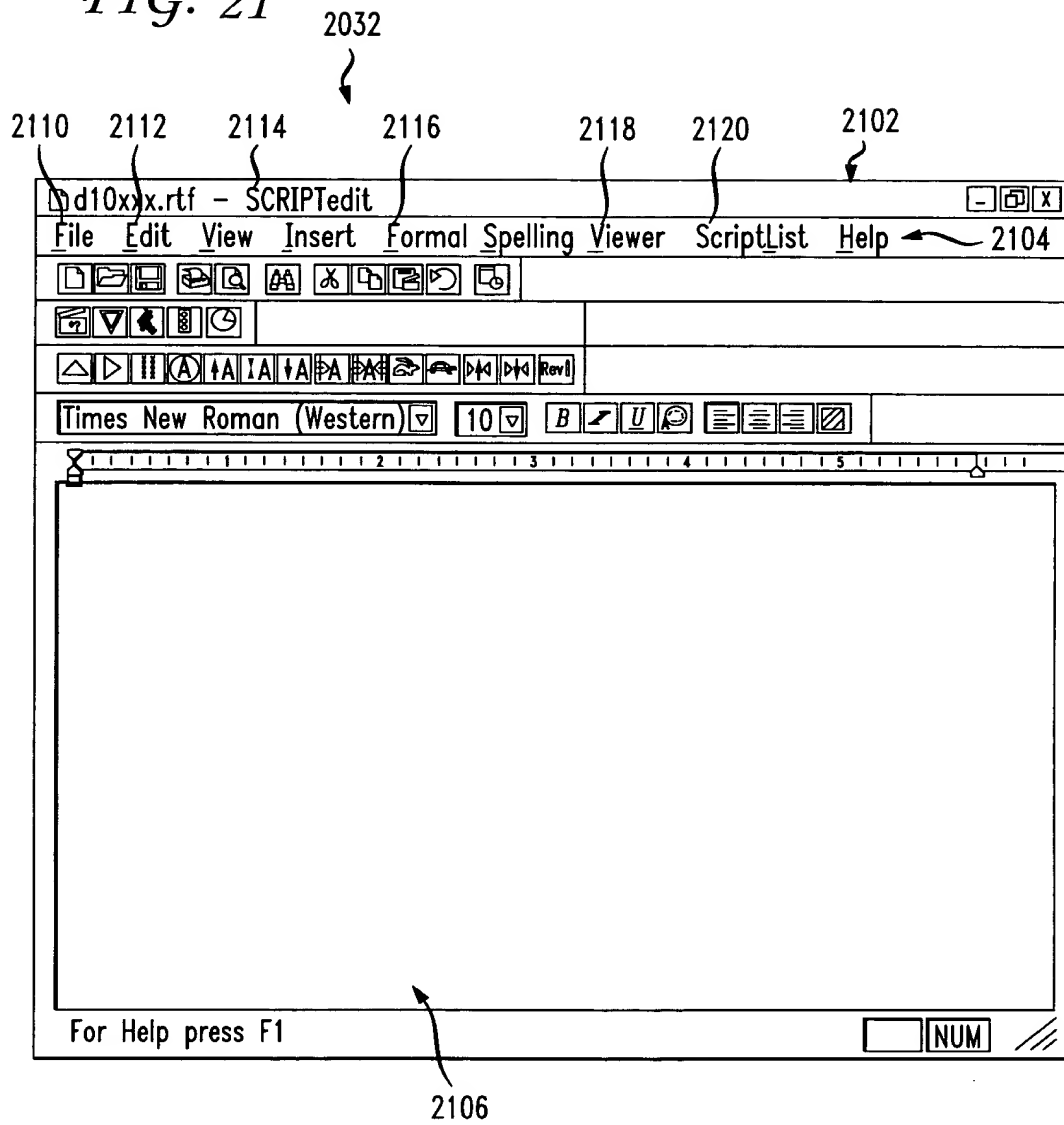 FIG. 21
2032
2110 2112 2114 2116 2118 2120 2102
d10xxx.rtf - SCRIPTedit
File Edit View Insert Formal Spelling Viewer ScriptList Help 2104
A A A A A A Rev
Times New Roman (Western) 10 B I U
1 2 3 4 5
For Help press F1 NUM
2106